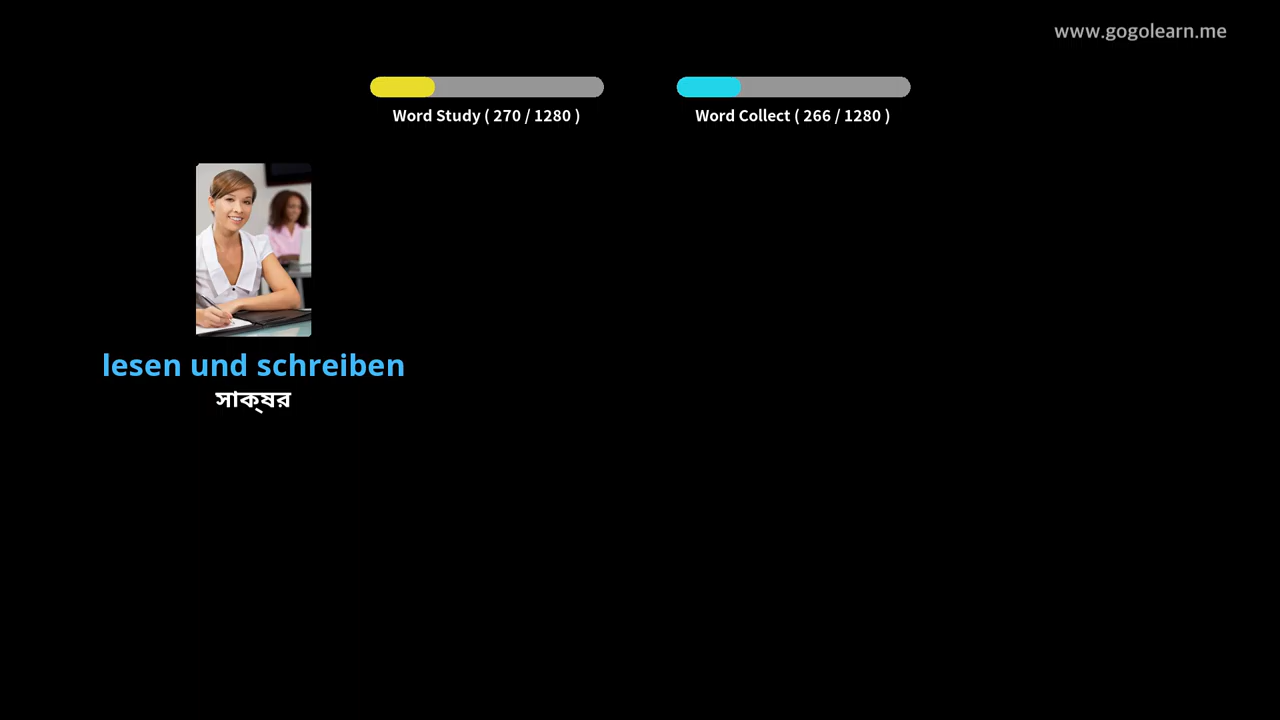 www.gogolearn.me
Word Study ( 270 / 1280 )
Word Collect ( 266 / 1280 )
lesen und schreiben
সাক্‌ষর